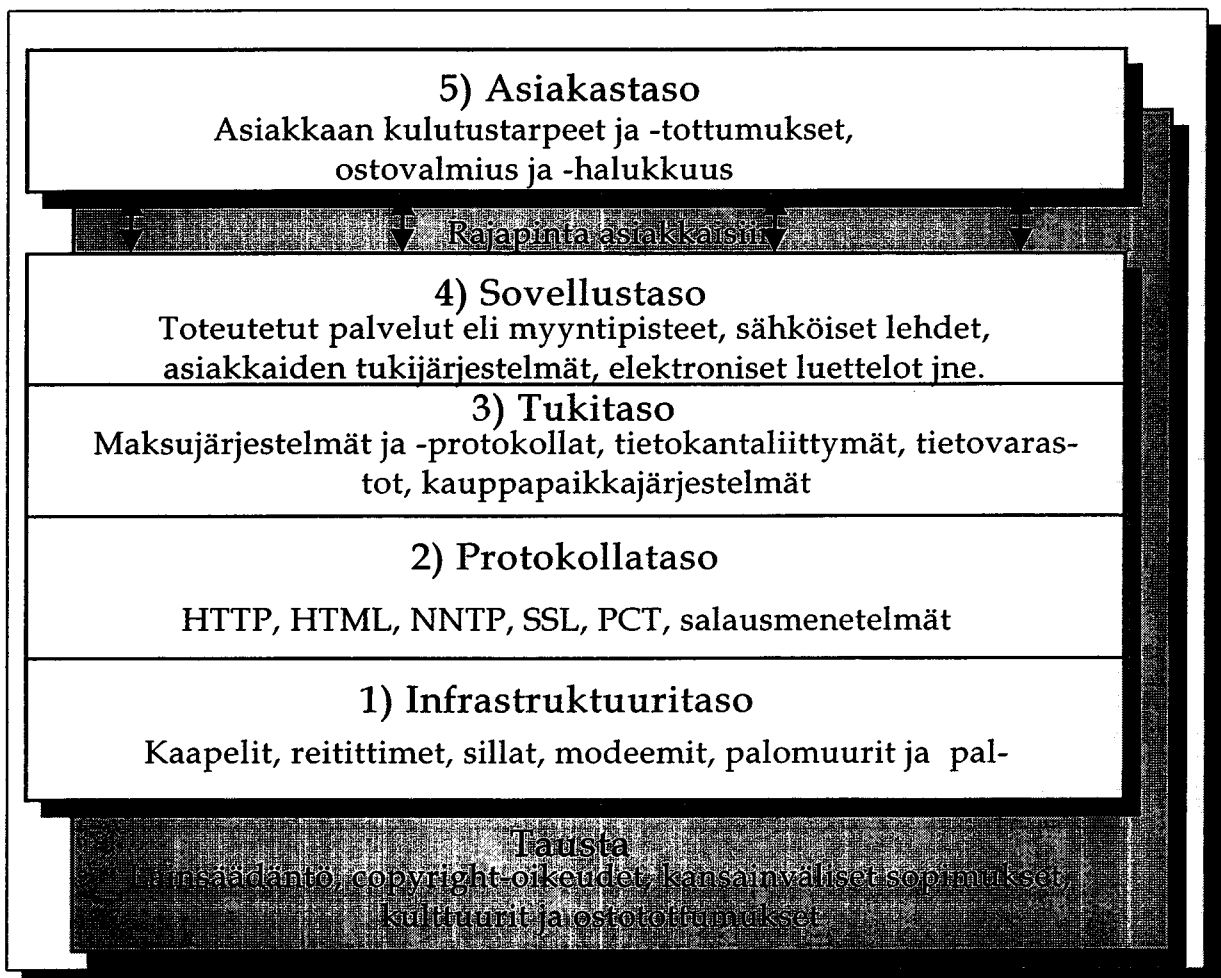 5) Asiakastaso
Asiakkaan kulutustarpeet ja -tottumukset,
ostovalmius ja -halukkuus
Rajapinta asiakkaisiin
4) Sovellustaso
Toteutetut palvelut eli myyntipisteet, sähköiset lehdet,
asiakkaiden tukijärjestelmät, elektroniset luettelot jne.
3) Tukitaso
Maksujärjestelmät ja -protokollat, tietokantaliittymät, tietovaras-
tot, kauppapaikkajärjestelmät
2) Protokollataso
HTTP, HTML, NNTP, SSL, PCT, salausmenetelmät
1) Infrastruktuuritaso
Kaapelit, reitittimet, sillat, modeemit, palomuurit ja pal-
Tausta
Lainsäädäntö, copyright-oikeudet, kansainväliset sopimukset,
kulttuurit ja ostotottumukset